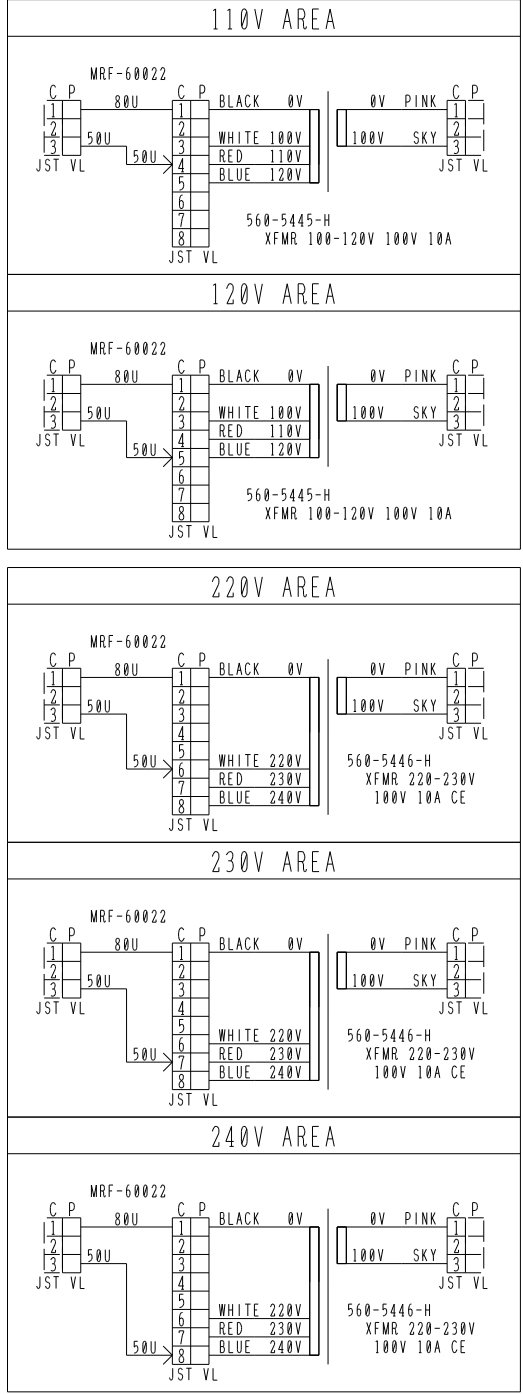 110V AREA
MRF-60022
C P 80U C P BLACK 0V 0V PINK C P
1 1 1
2 2 2
3 50U 3 WHITE 100V 100V SKY 3
JST VL 50U 4 RED 110V JST VL
5 BLUE 120V
6
7 560-5445-H
8 XFMR 100-120V 100V 10A
JST VL
120V AREA
MRF-60022
C P 80U C P BLACK 0V 0V PINK C P
1 1 1
2 2 2
3 50U 3 WHITE 100V 100V SKY 3
JST VL 4 RED 110V JST VL
50U 5 BLUE 120V
6
7 560-5445-H
8 XFMR 100-120V 100V 10A
JST VL
220V AREA
MRF-60022
C P 80U C P BLACK 0V 0V PINK C P
1 1 1
2 2 2
3 50U 3 100V SKY 3
JST VL 4 JST VL
5
50U 6 WHITE 220V 560-5446-H
7 RED 230V XFMR 220-230V
8 BLUE 240V 100V 10A CE
JST VL
230V AREA
MRF-60022
C P 80U C P BLACK 0V 0V PINK C P
1 1 1
2 2 2
3 50U 3 100V SKY 3
JST VL 4 JST VL
5
6 WHITE 220V 560-5446-H
50U 7 RED 230V XFMR 220-230V
8 BLUE 240V 100V 10A CE
JST VL
240V AREA
MRF-60022
C P 80U C P BLACK 0V 0V PINK C P
1 1 1
2 2 2
3 50U 3 100V SKY 3
JST VL 4 JST VL
5
6 WHITE 220V 560-5446-H
7 RED 230V XFMR 220-230V
50U 8 BLUE 240V 100V 10A CE
JST VL